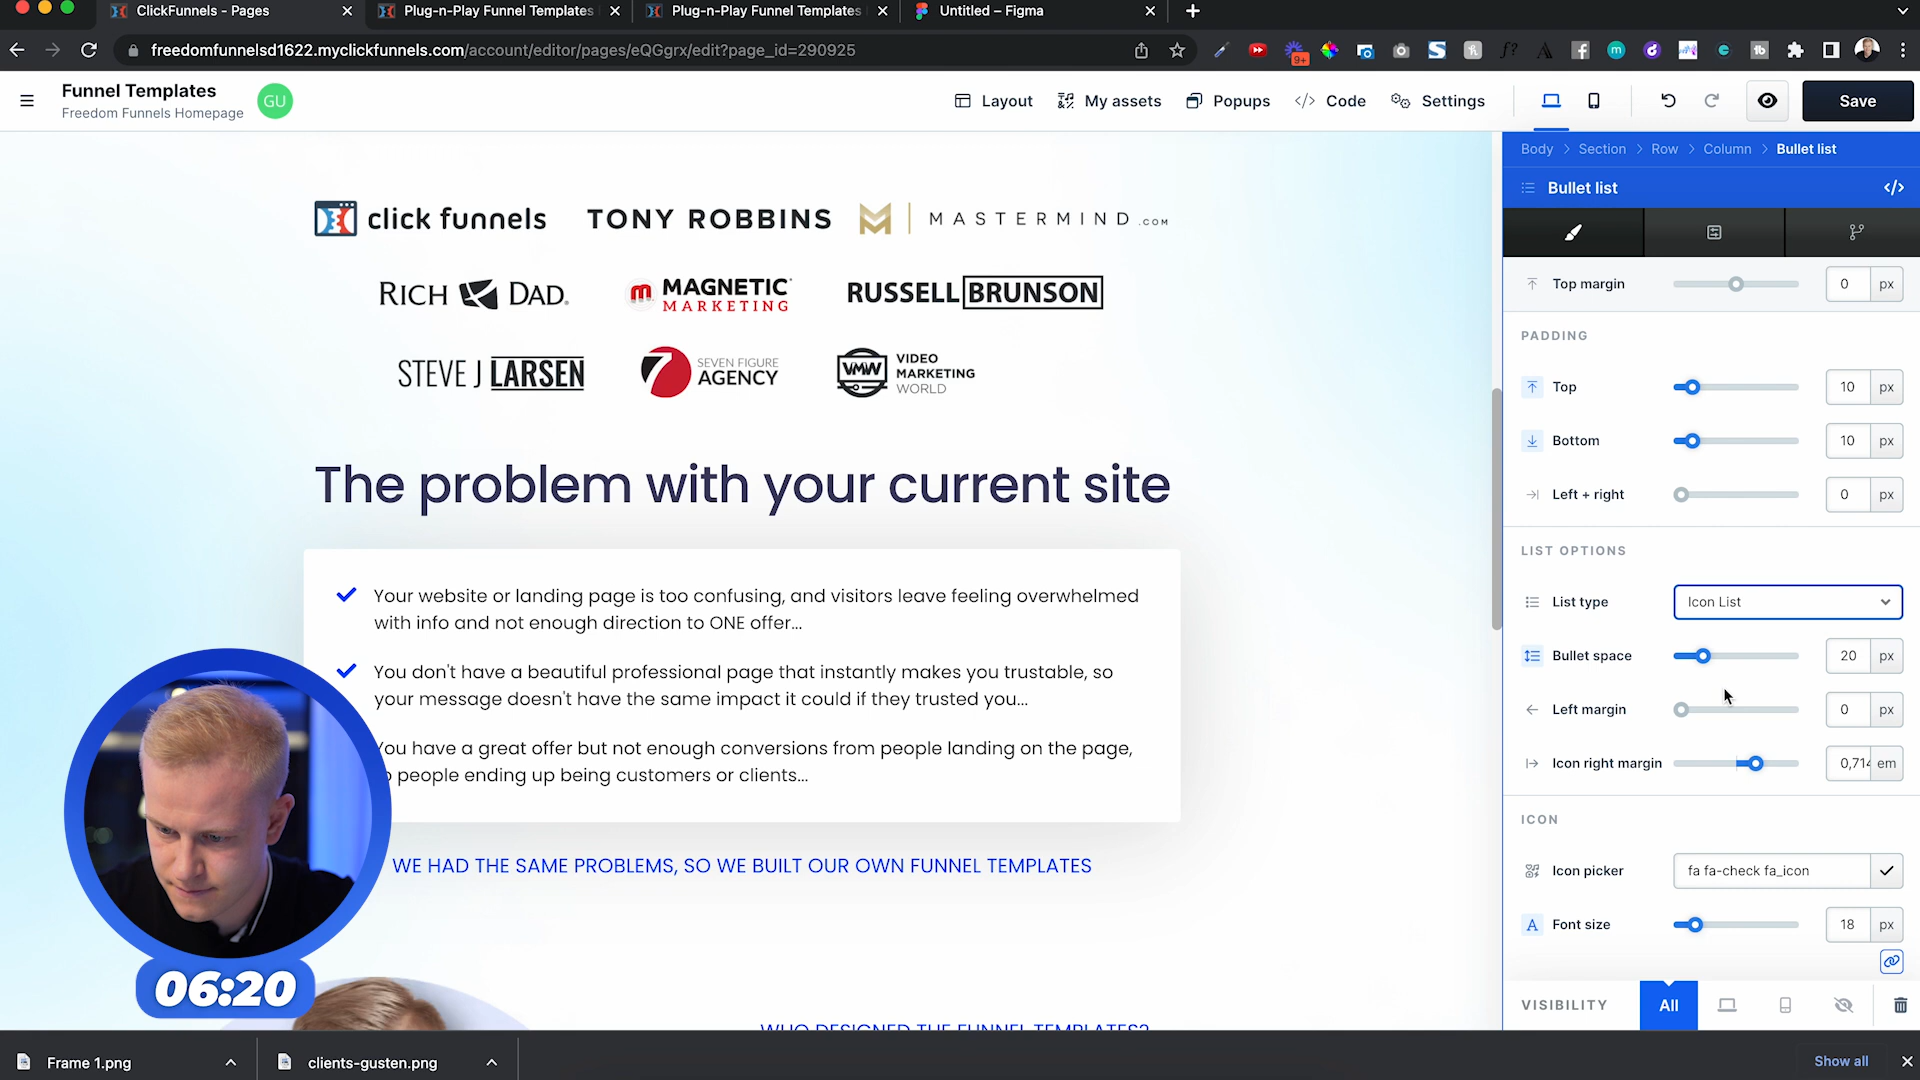 ClickFunnels - Pages
Plug-n-Play Funnel Templates
Plug-n-Play Funnel Templates
Untitled – Figma
freedomfunnelsd1622.myclickfunnels.com/account/editor/pages/eQGgrx/edit?page_id=290925
9+
Funnel Templates
Freedom Funnels Homepage
GU
Layout
My assets
Popups
Code
Settings
Save
Body > Section > Row > Column > Bullet list
Bullet list
click funnels
TONY ROBBINS
MASTERMIND.COM
RICH DAD.
MAGNETIC
MARKETING
RUSSELL BRUNSON
STEVE J LARSEN
7 SEVEN FIGURE
AGENCY
VMW
VIDEO
MARKETING
WORLD
The problem with your current site
Your website or landing page is too confusing, and visitors leave feeling overwhelmed
with info and not enough direction to ONE offer...
You don't have a beautiful professional page that instantly makes you trustable, so
your message doesn't have the same impact it could if they trusted you...
You have a great offer but not enough conversions from people landing on the page,
people ending up being customers or clients...
WE HAD THE SAME PROBLEMS, SO WE BUILT OUR OWN FUNNEL TEMPLATES
WHO DESIGNED THE FUNNEL TEMPLATES?
06:20
Top margin 0 px
PADDING
Top 10 px
Bottom 10 px
Left + right 0 px
LIST OPTIONS
List type Icon List
Bullet space 20 px
Left margin 0 px
Icon right margin 0,714 em
ICON
Icon picker fa fa-check fa_icon
Font size 18 px
VISIBILITY All
Frame 1.png
clients-gusten.png
Show all